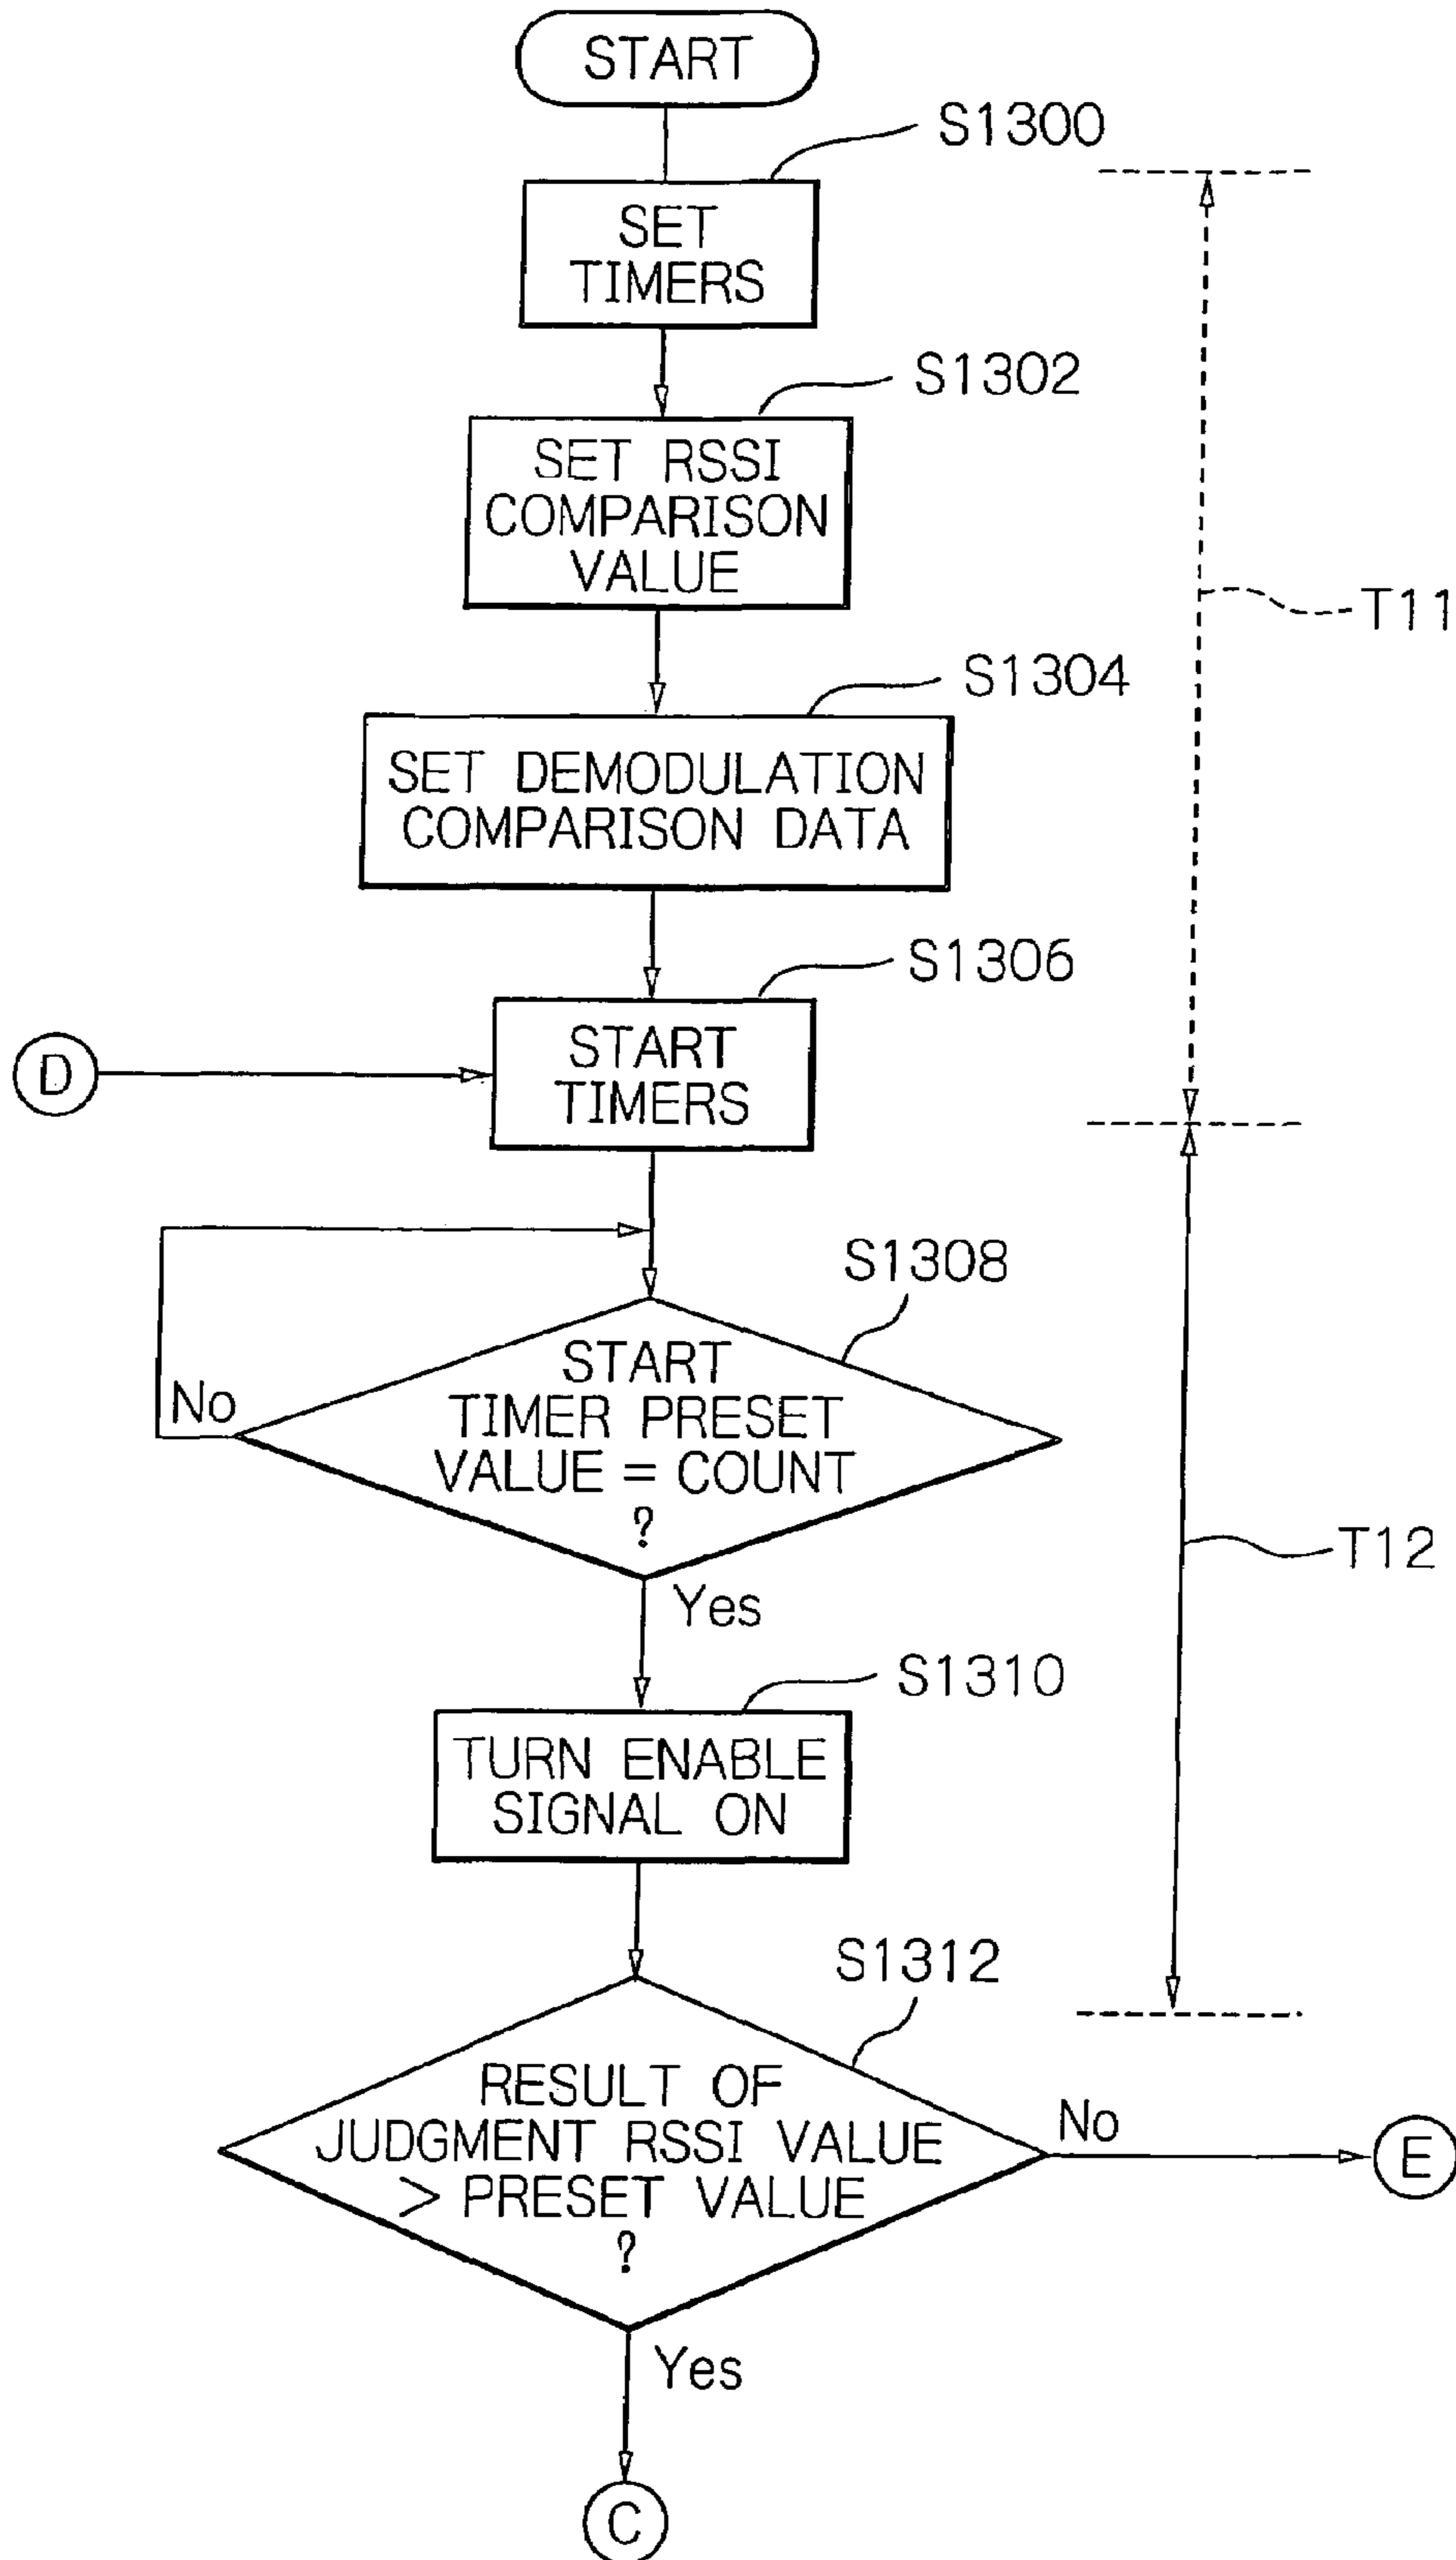 START
S1300
SET
TIMERS
S1302
SET RSSI
COMPARISON
VALUE
T11
S1304
SET DEMODULATION
COMPARISON DATA
S1306
D
START
TIMERS
S1308
START
TIMER PRESET
VALUE = COUNT
?
No
T12
Yes
S1310
TURN ENABLE
SIGNAL ON
S1312
RESULT OF
JUDGMENT RSSI VALUE
> PRESET VALUE
?
No
E
Yes
C